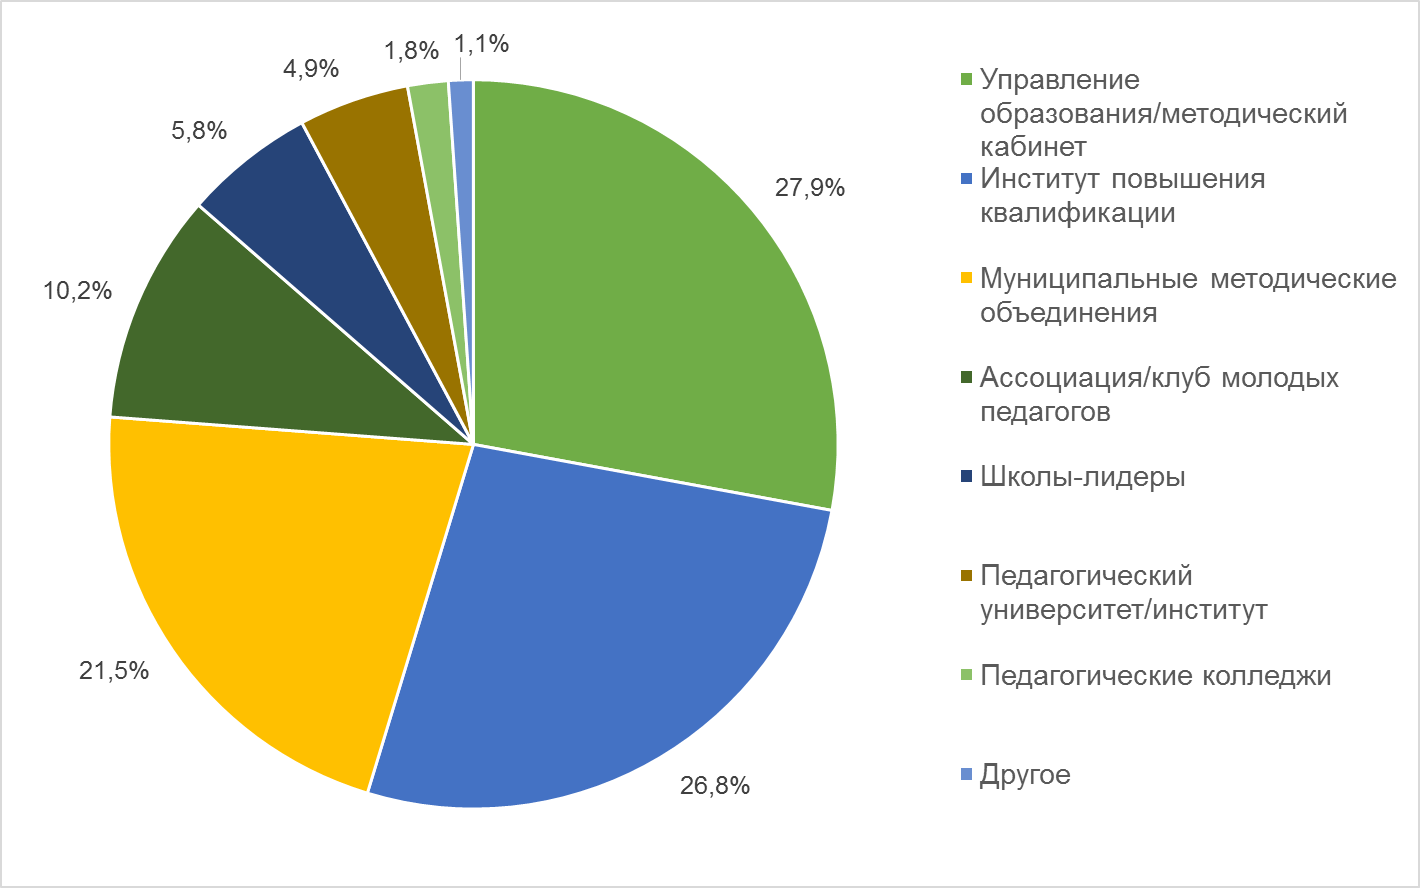 1,8%
1,1%
4,9%
5,8%
27,9%
10,2%
21,5%
26,8%
Управление
образования/методический
кабинет
Институт повышения
квалификации
Муниципальные методические
объединения
Ассоциация/клуб молодых
педагогов
Школы-лидеры
Педагогический
университет/институт
Педагогические колледжи
Другое